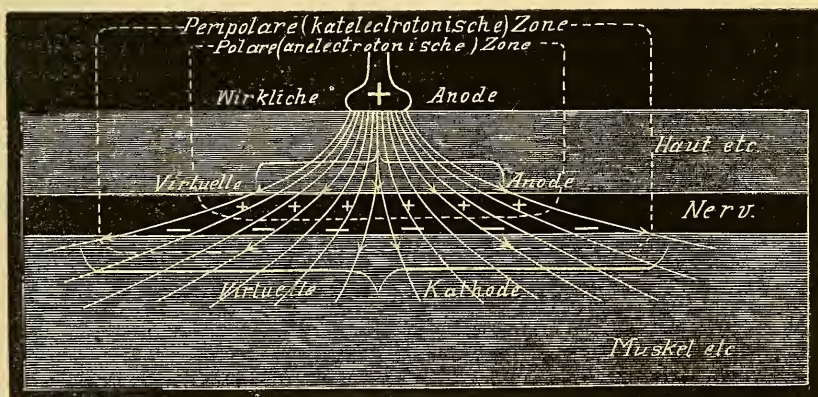 Peripolare (katelectrotonische) Zone
Polare (anelectrotonische) Zone
Wirkliche + Anode
Haut etc.
Virtuelle Anode
+ + + + + +
Nerv.
— — — — — —
Virtuelle Kathode
Muskel etc